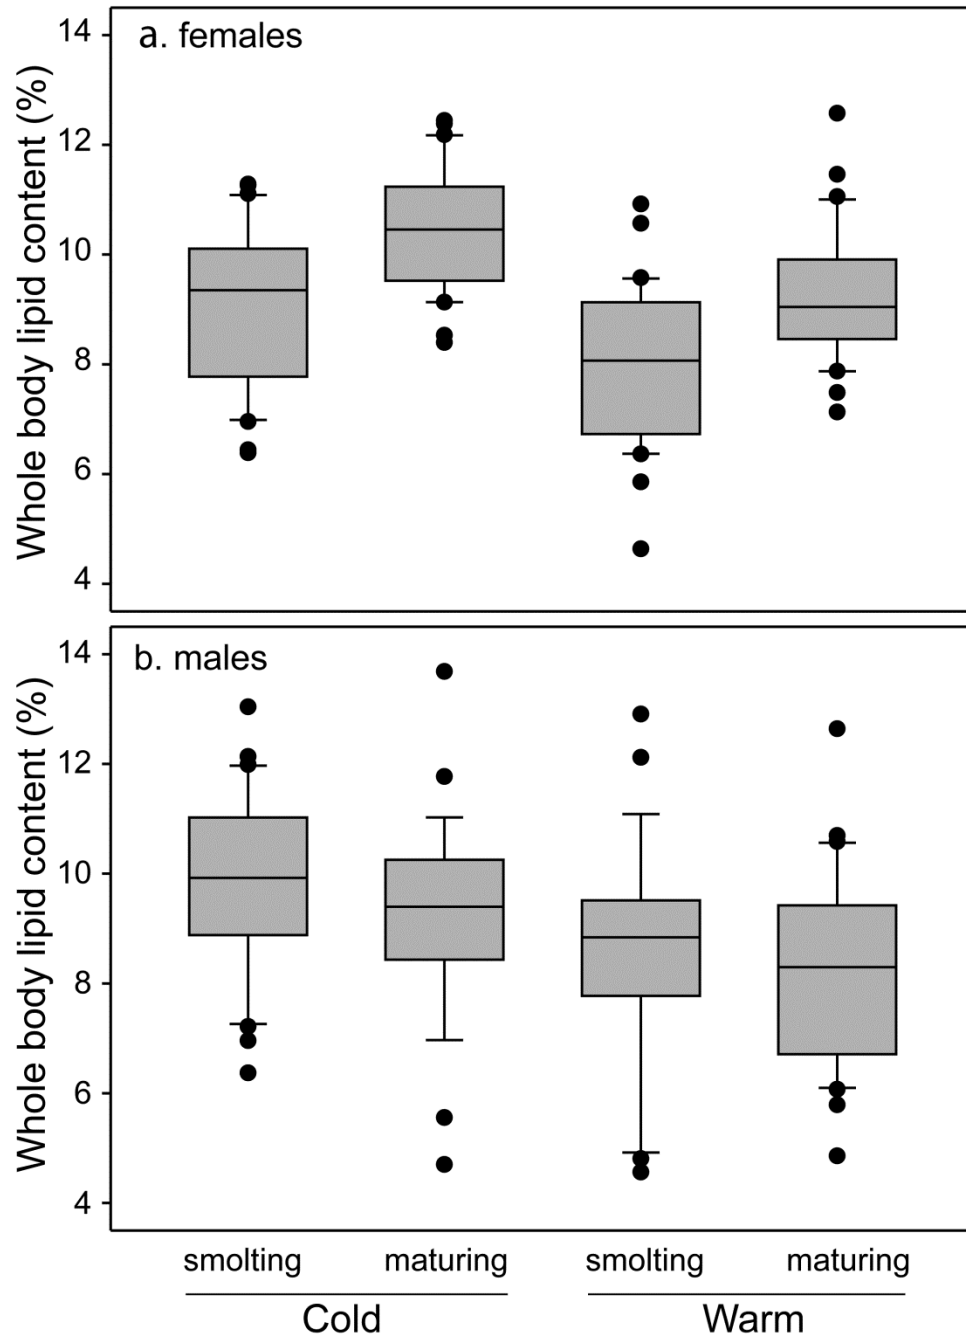 a. females
Whole body lipid content (%)
14
12
10
8
6
4
b. males
Whole body lipid content (%)
14
12
10
8
6
4
smolting maturing smolting maturing
Cold Warm